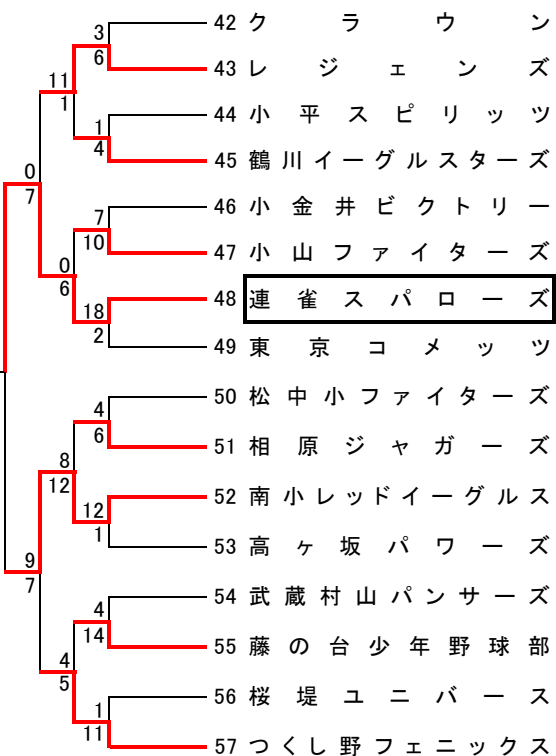 42 クラウン
3
6
43 レジェンズ
11
1
44 小平スピリッツ
1
4
45 鶴川イーグルスターズ
0
7
46 小金井ビクトリー
7
10
47 小山ファイターズ
0
6
48 連雀スパローズ
18
2
49 東京コメッツ
50 松中小ファイターズ
4
6
51 相原ジャガーズ
8
12
52 南小レッドイーグルス
12
1
53 高ヶ坂パワーズ
9
7
54 武蔵村山パンサーズ
4
14
55 藤の台少年野球部
4
5
56 桜堤ユニバース
1
11
57 つくし野フェニックス